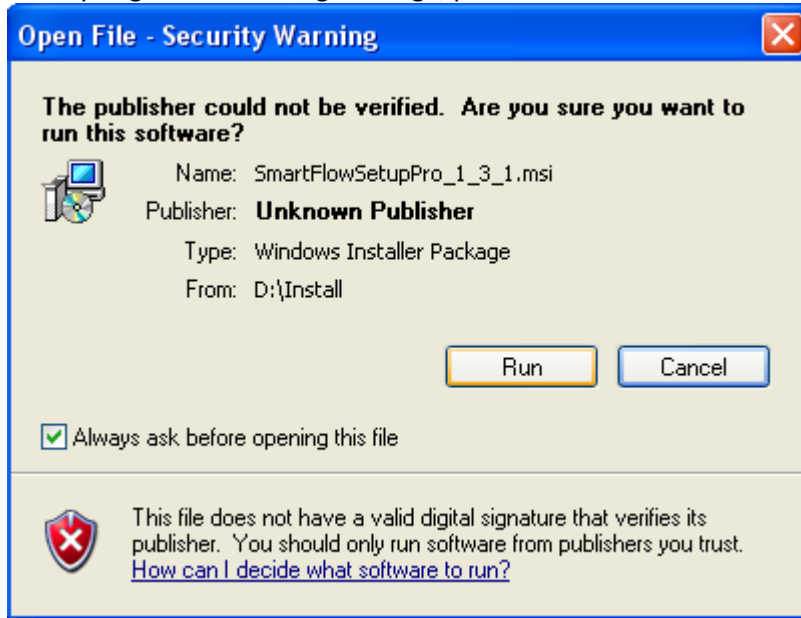 Open File - Security Warning
The publisher could not be verified. Are you sure you want to
run this software?
Name: SmartFlowSetupPro_1_3_1.msi
Publisher: Unknown Publisher
Type: Windows Installer Package
From: D:\Install
Run Cancel
Always ask before opening this file
This file does not have a valid digital signature that verifies its
publisher. You should only run software from publishers you trust.
How can I decide what software to run?